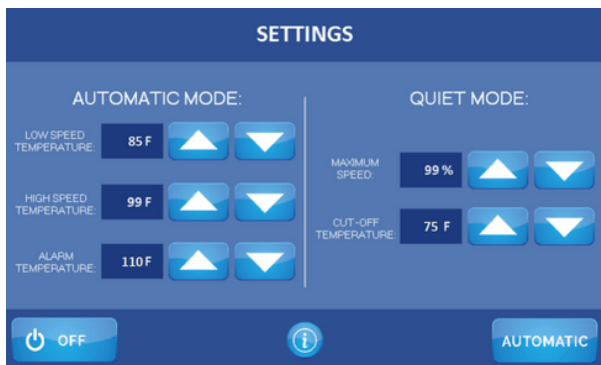 SETTINGS
AUTOMATIC MODE:
LOW SPEED
TEMPERATURE:
85 F
HIGH SPEED
TEMPERATURE:
99 F
ALARM
TEMPERATURE:
110 F
QUIET MODE:
MAXIMUM
SPEED:
99 %
CUT-OFF
TEMPERATURE:
75 F
OFF
i
AUTOMATIC